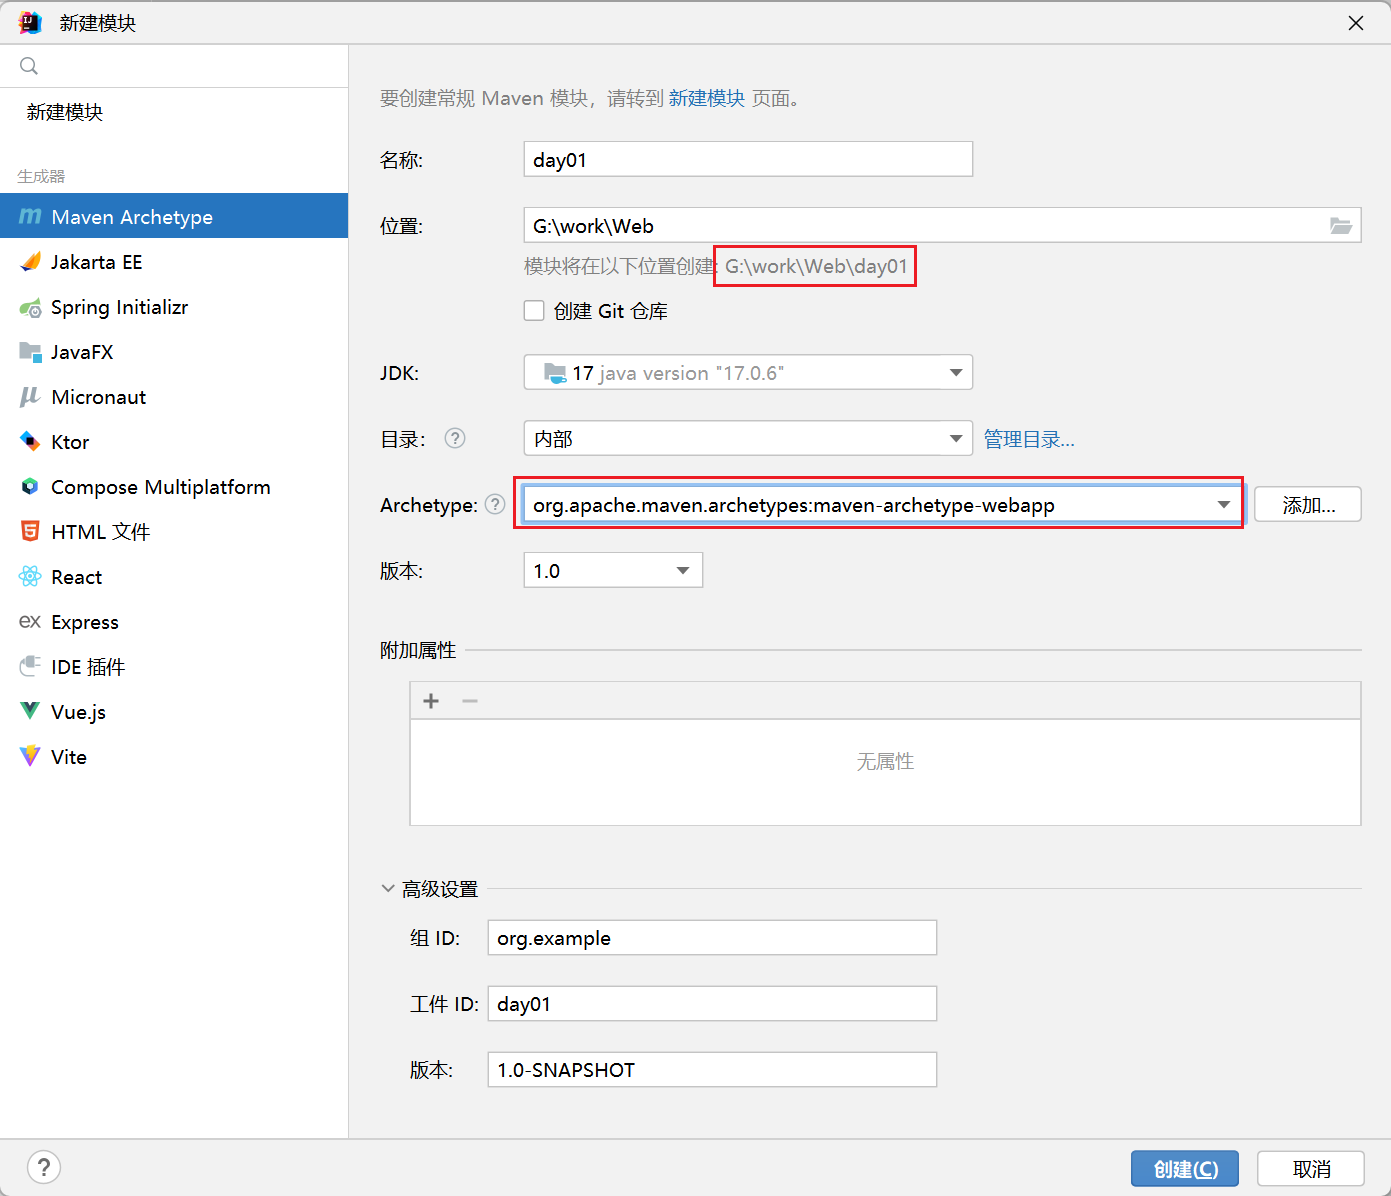 新建模块
新建模块
生成器
Maven Archetype
Jakarta EE
Spring Initializr
JavaFX
Micronaut
Ktor
Compose Multiplatform
HTML 文件
React
ex Express
IDE 插件
Vue.js
Vite
要创建常规 Maven 模块，请转到 新建模块 页面。
名称: day01
位置: G:\work\Web
模块将在以下位置创建: G:\work\Web\day01
创建 Git 仓库
JDK: 17 java version "17.0.6"
目录: ? 内部 管理目录...
Archetype: ? org.apache.maven.archetypes:maven-archetype-webapp 添加...
版本: 1.0
附加属性
+ −
无属性
高级设置
组 ID: org.example
工件 ID: day01
版本: 1.0-SNAPSHOT
? 创建(C) 取消